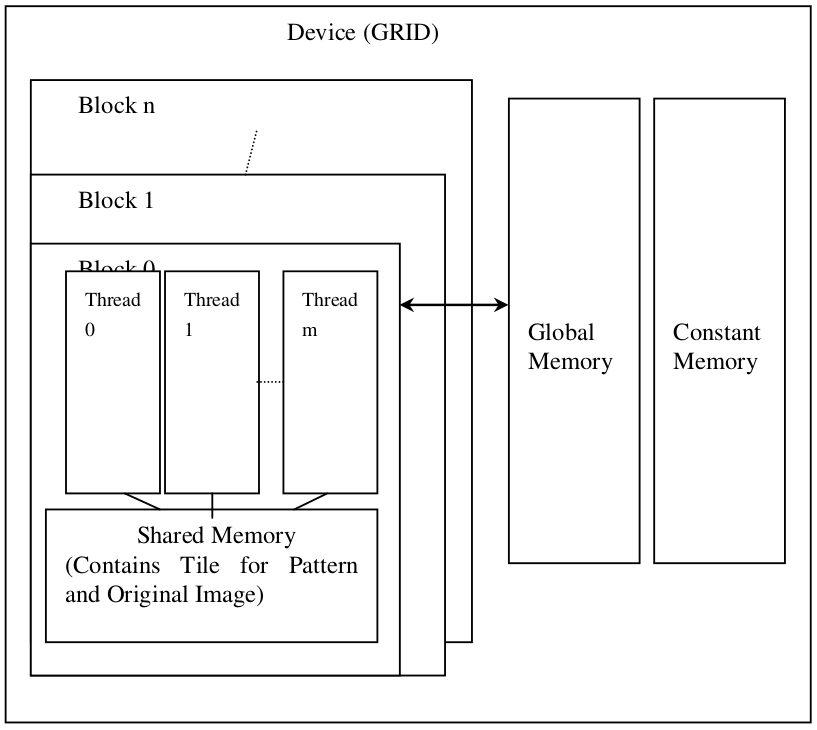 Device (GRID)
Block n
Block 1
Block 0
Thread
0
Thread
1
Thread
m
Global
Memory
Constant
Memory
Shared Memory
(Contains Tile for Pattern
and Original Image)